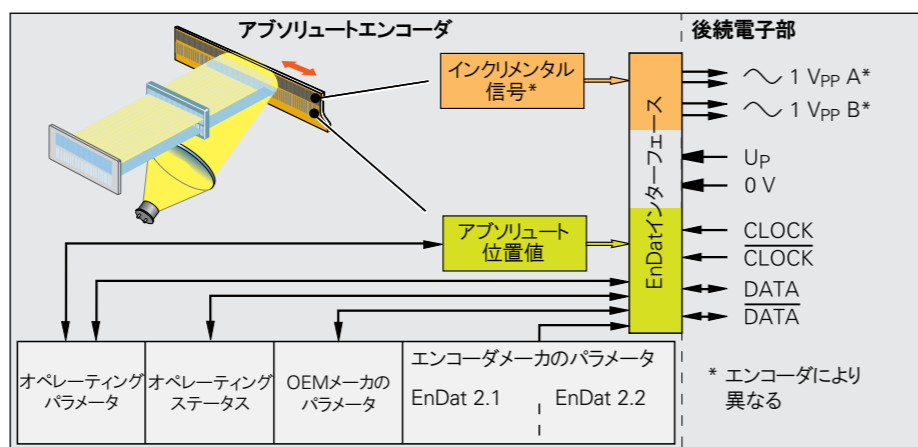 アブソリュートエンコーダ
後続電子部
インクリメンタル
信号*
1 VPP A*
1 VPP B*
UP
0 V
EnDatインターフェース
アブソリュート
位置値
CLOCK
CLOCK
DATA
DATA
オペレーティング
パラメータ
オペレーティング
ステータス
OEMメーカの
パラメータ
エンコーダメーカのパラメータ
EnDat 2.1
EnDat 2.2
* エンコーダにより
異なる